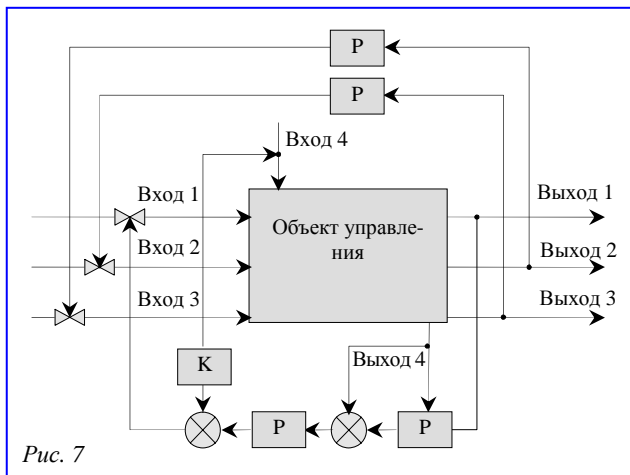 P
P
Вход 4
Вход 1
Выход 1
Объект управле-
ния
Вход 2
Выход 2
Вход 3
Выход 3
Выход 4
K
P
P
Рис. 7